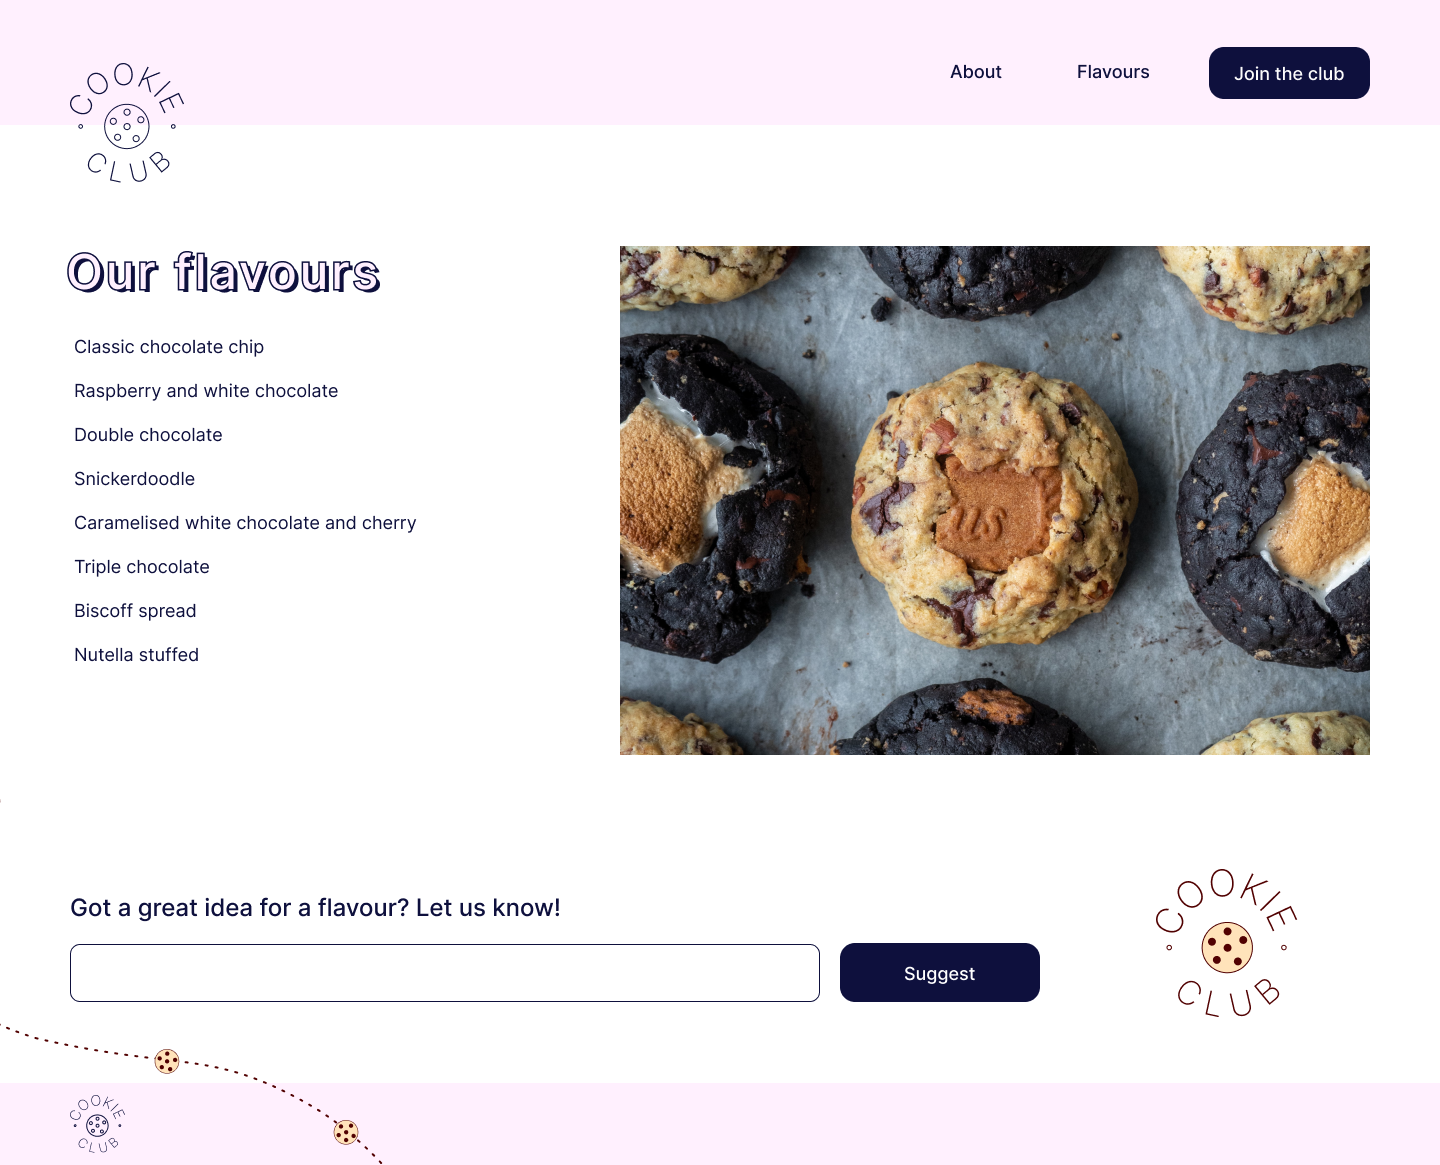 COOKIE
CLUB
About
Flavours
Join the club
Our flavours
Classic chocolate chip
Raspberry and white chocolate
Double chocolate
Snickerdoodle
Caramelised white chocolate and cherry
Triple chocolate
Biscoff spread
Nutella stuffed
Got a great idea for a flavour? Let us know!
Suggest
COOKIE
CLUB
COOKIE
CLUB